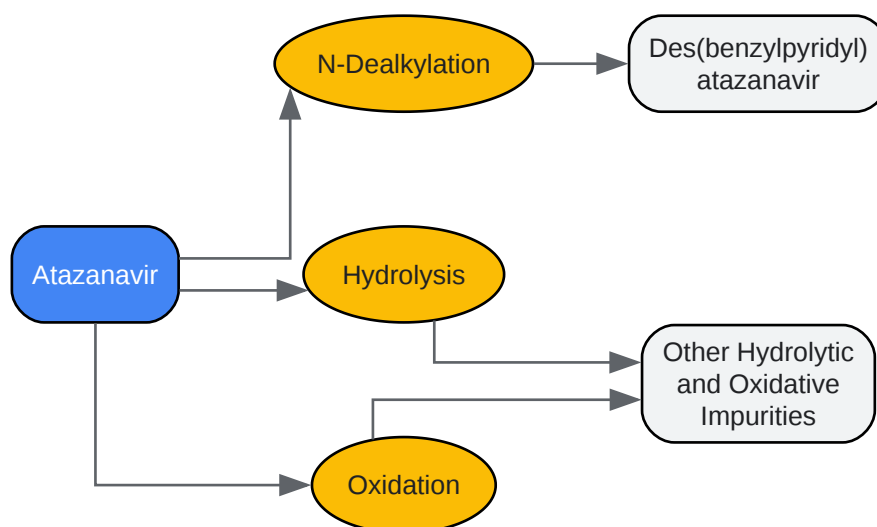 N-Dealkylation
Des(benzylpyridyl)
atazanavir
Atazanavir
Hydrolysis
Other Hydrolytic
and Oxidative
Impurities
Oxidation